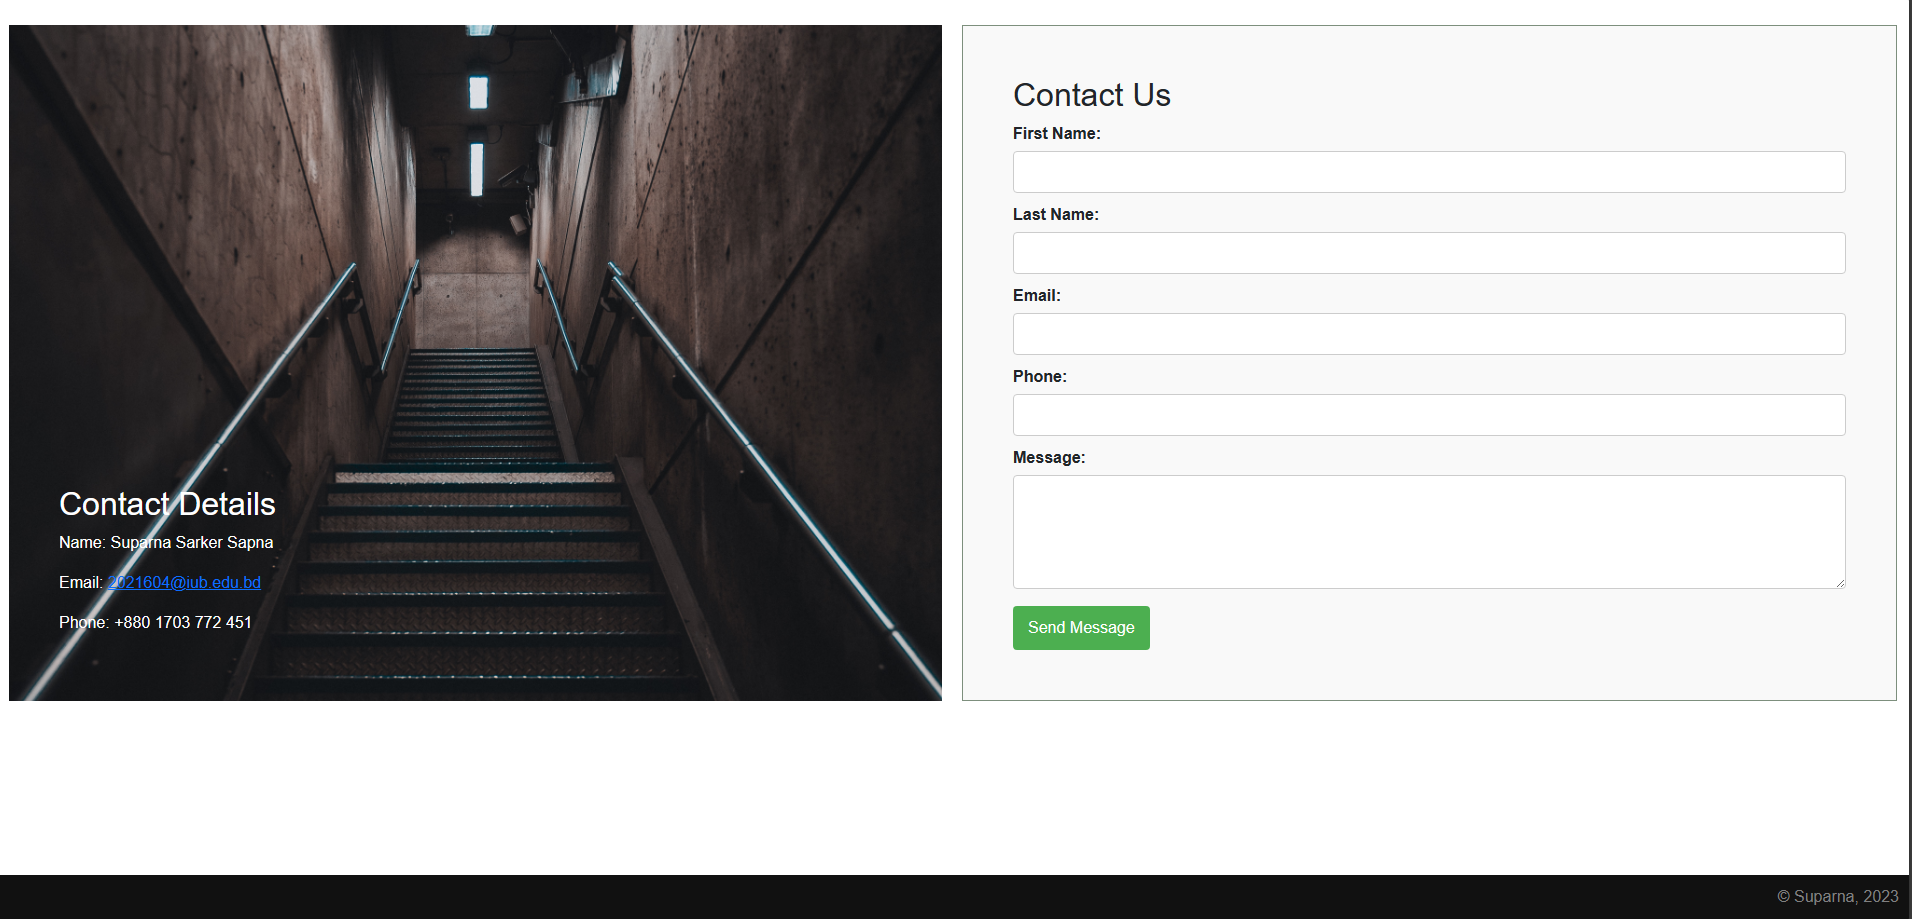 Contact Details
Name: Suparna Sarker Sapna
Email: 2021604@iub.edu.bd
Phone: +880 1703 772 451
Contact Us
First Name:
Last Name:
Email:
Phone:
Message:
Send Message
© Suparna, 2023